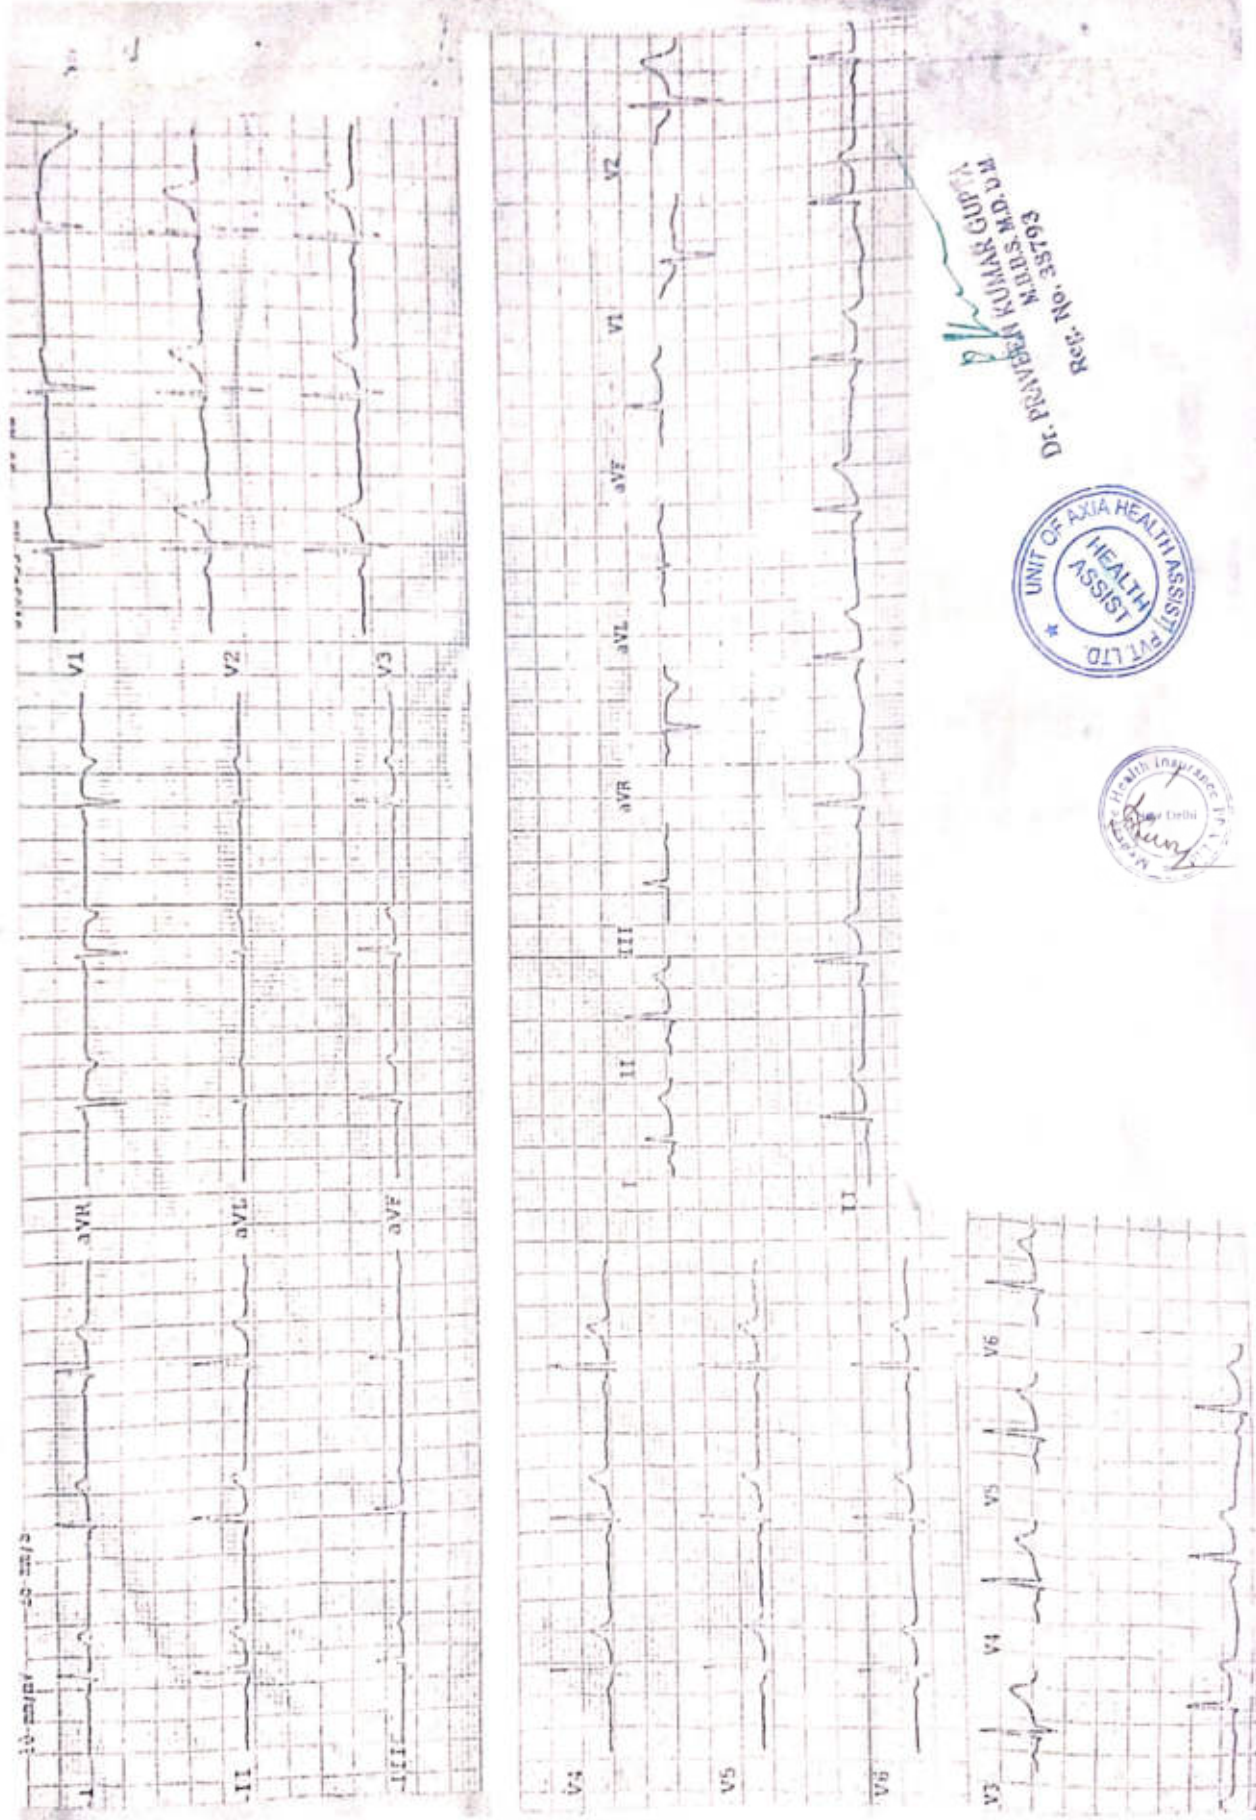 10 mm/mV
I
II
III
aVR
aVL
aVF
V1
V2
V3
V4
V5
V6
I
II
III
aVR
aVL
aVF
V1
V2
II
V3
V4
V5
V6
Dr. PRAVEEN KUMAR GUPTA
M.B.B.S. M.D. D.M
Reg. No. 38793
UNIT OF AXIA HEALTH ASSIST PVT. LTD.
HEALTH
ASSIST
Health Insurance
New Delhi